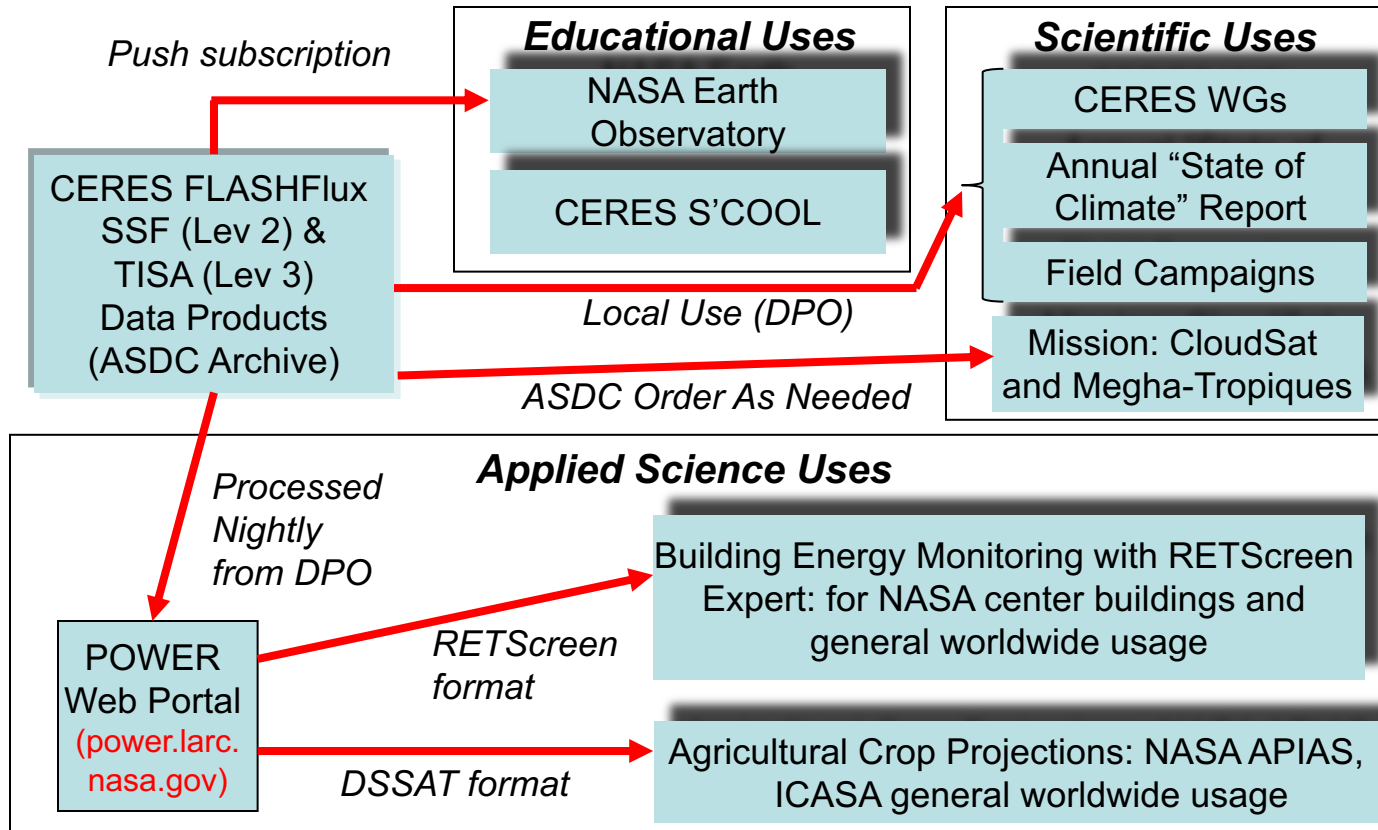 Push subscription
Educational Uses
NASA Earth
Observatory
CERES S’COOL
Scientific Uses
CERES WGs
Annual “State of
Climate” Report
Field Campaigns
Mission: CloudSat
and Megha-Tropiques
CERES FLASHFlux
SSF (Lev 2) &
TISA (Lev 3)
Data Products
(ASDC Archive)
Local Use (DPO)
ASDC Order As Needed
Applied Science Uses
Processed
Nightly
from DPO
POWER
Web Portal
(power.larc.
nasa.gov)
RETScreen
format
Building Energy Monitoring with RETScreen
Expert: for NASA center buildings and
general worldwide usage
DSSAT format
Agricultural Crop Projections: NASA APIAS,
ICASA general worldwide usage